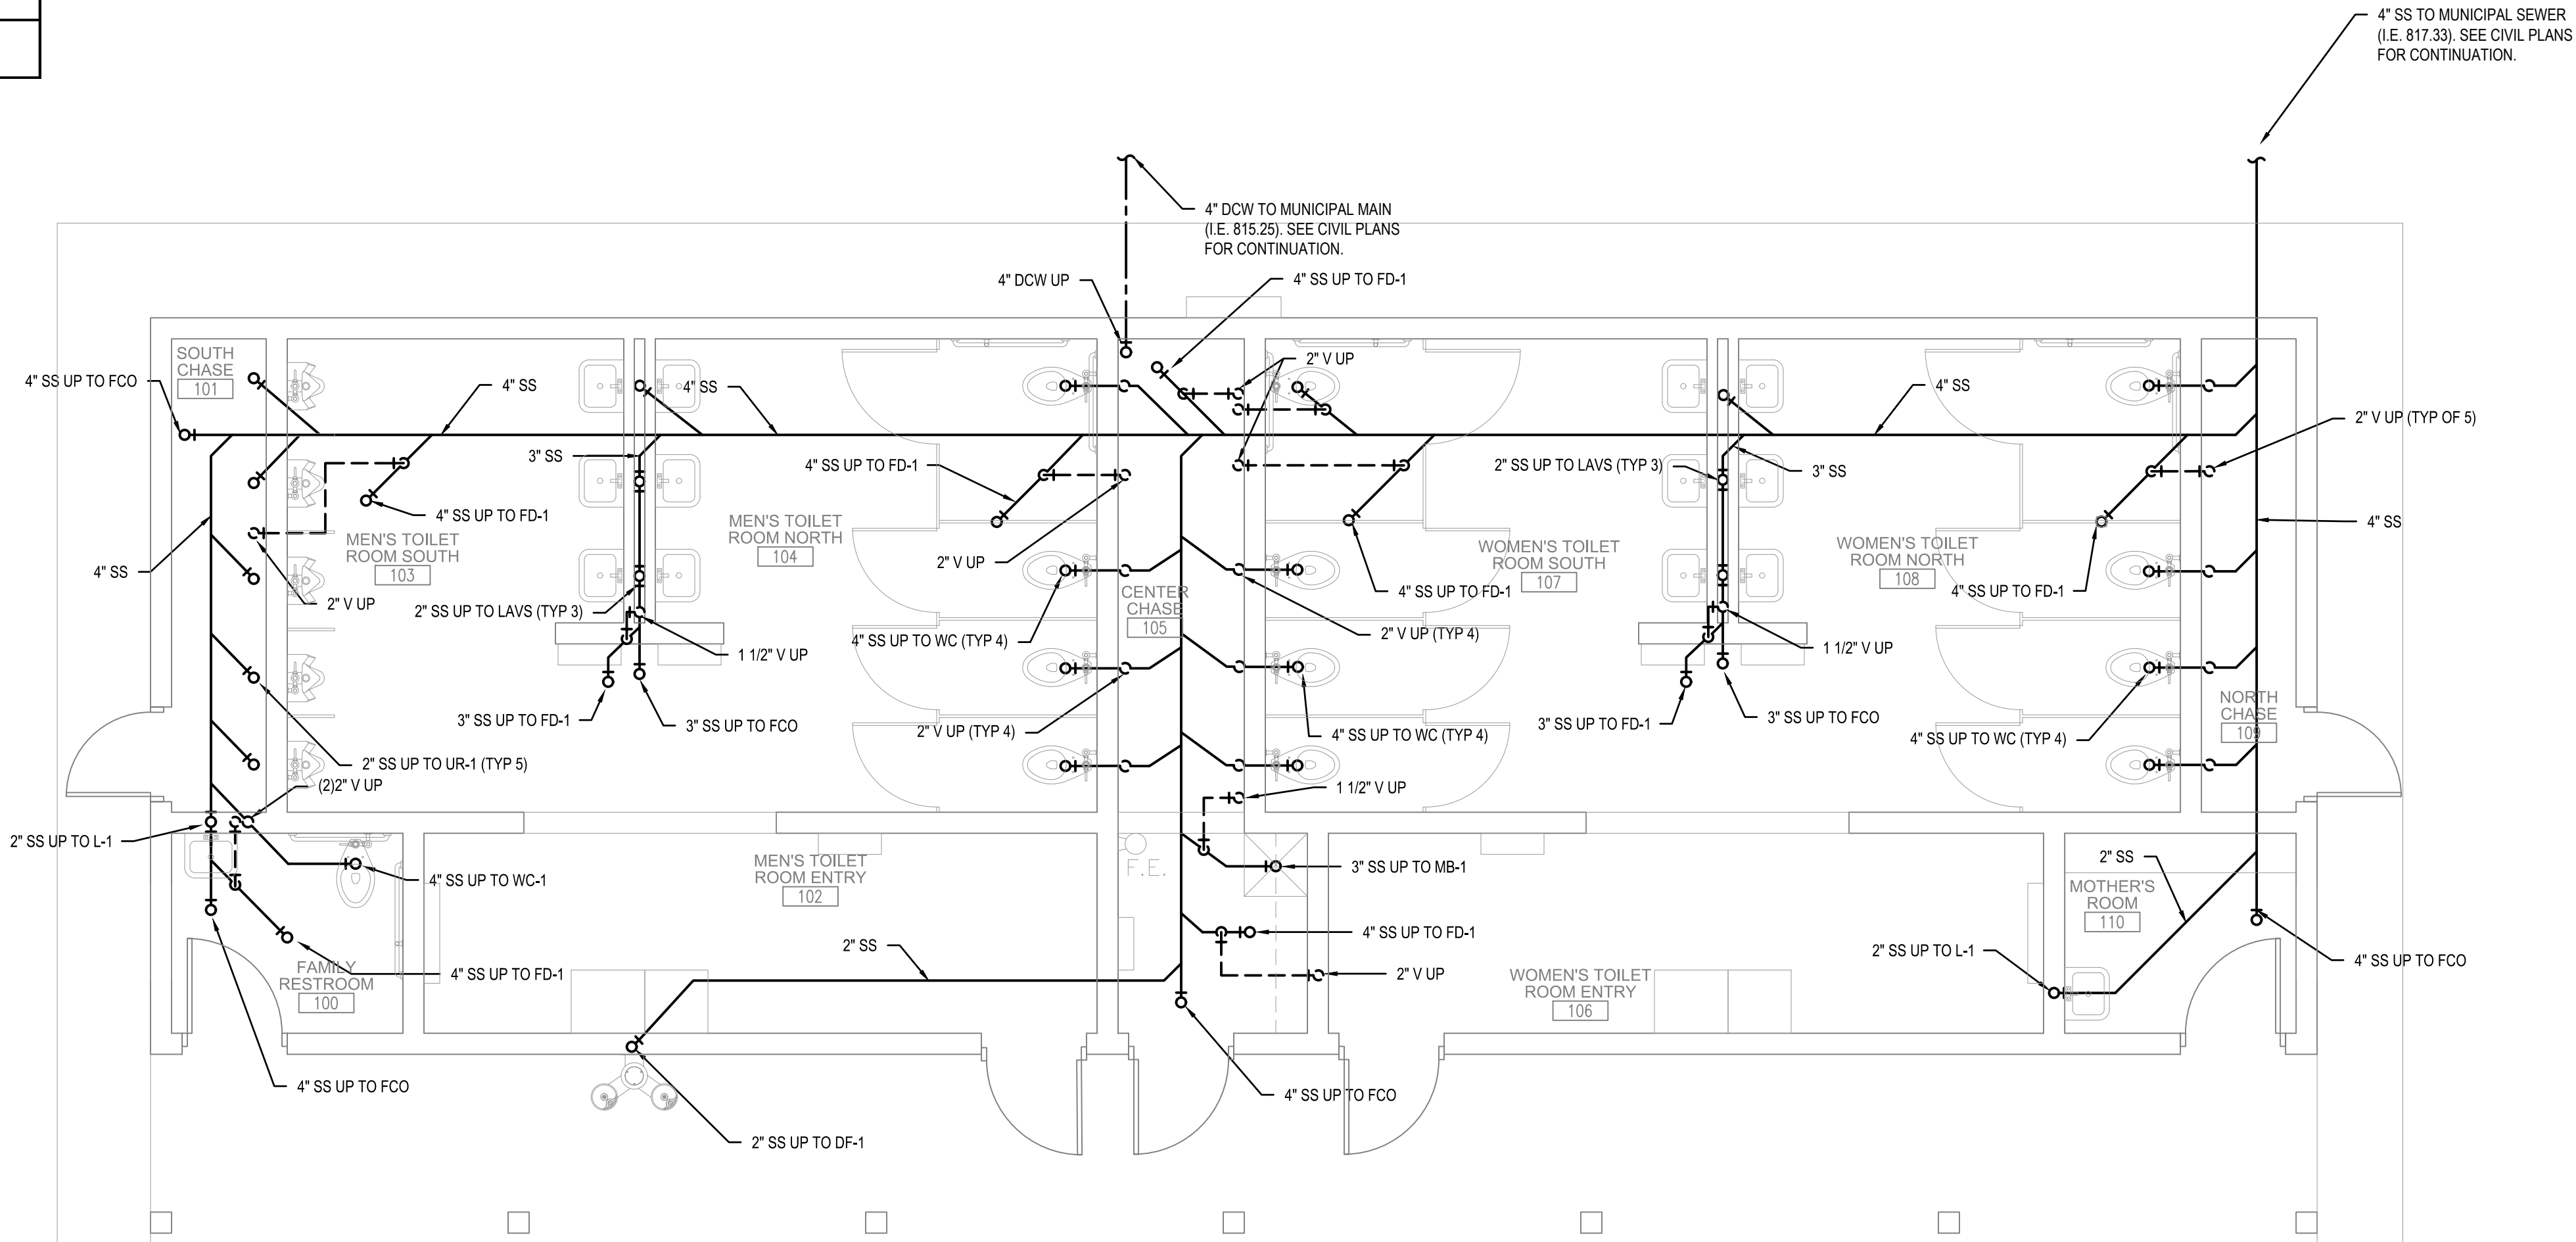 4" SS TO MUNICIPAL SEWER
(I.E. 817.33). SEE CIVIL PLANS
FOR CONTINUATION.
4" DCW TO MUNICIPAL MAIN
(I.E. 815.25). SEE CIVIL PLANS
FOR CONTINUATION.
4" DCW UP
4" SS UP TO FD-1
SOUTH
CHASE
101
4" SS UP TO FCO
4" SS
4" SS
2" V UP
4" SS
2" V UP (TYP OF 5)
3" SS
4" SS UP TO FD-1
2" SS UP TO LAVS (TYP 3)
3" SS
4" SS UP TO FD-1
MEN'S TOILET
ROOM SOUTH
103
MEN'S TOILET
ROOM NORTH
104
WOMEN'S TOILET
ROOM SOUTH
107
WOMEN'S TOILET
ROOM NORTH
108
4" SS
4" SS
2" V UP
2" V UP
4" SS UP TO FD-1
4" SS UP TO FD-1
CENTER
CHASE
105
2" SS UP TO LAVS (TYP 3)
4" SS UP TO WC (TYP 4)
2" V UP (TYP 4)
1 1/2" V UP
1 1/2" V UP
NORTH
CHASE
109
3" SS UP TO FD-1
3" SS UP TO FCO
2" V UP (TYP 4)
4" SS UP TO WC (TYP 4)
3" SS UP TO FD-1
3" SS UP TO FCO
4" SS UP TO WC (TYP 4)
2" SS UP TO UR-1 (TYP 5)
(2)2" V UP
1 1/2" V UP
2" SS UP TO L-1
MEN'S TOILET
ROOM ENTRY
102
F.E.
3" SS UP TO MB-1
2" SS
4" SS UP TO WC-1
MOTHER'S
ROOM
110
4" SS UP TO FD-1
2" SS
2" SS UP TO L-1
4" SS UP TO FCO
FAMILY
RESTROOM
100
4" SS UP TO FD-1
2" V UP
WOMEN'S TOILET
ROOM ENTRY
106
4" SS UP TO FCO
4" SS UP TO FCO
2" SS UP TO DF-1